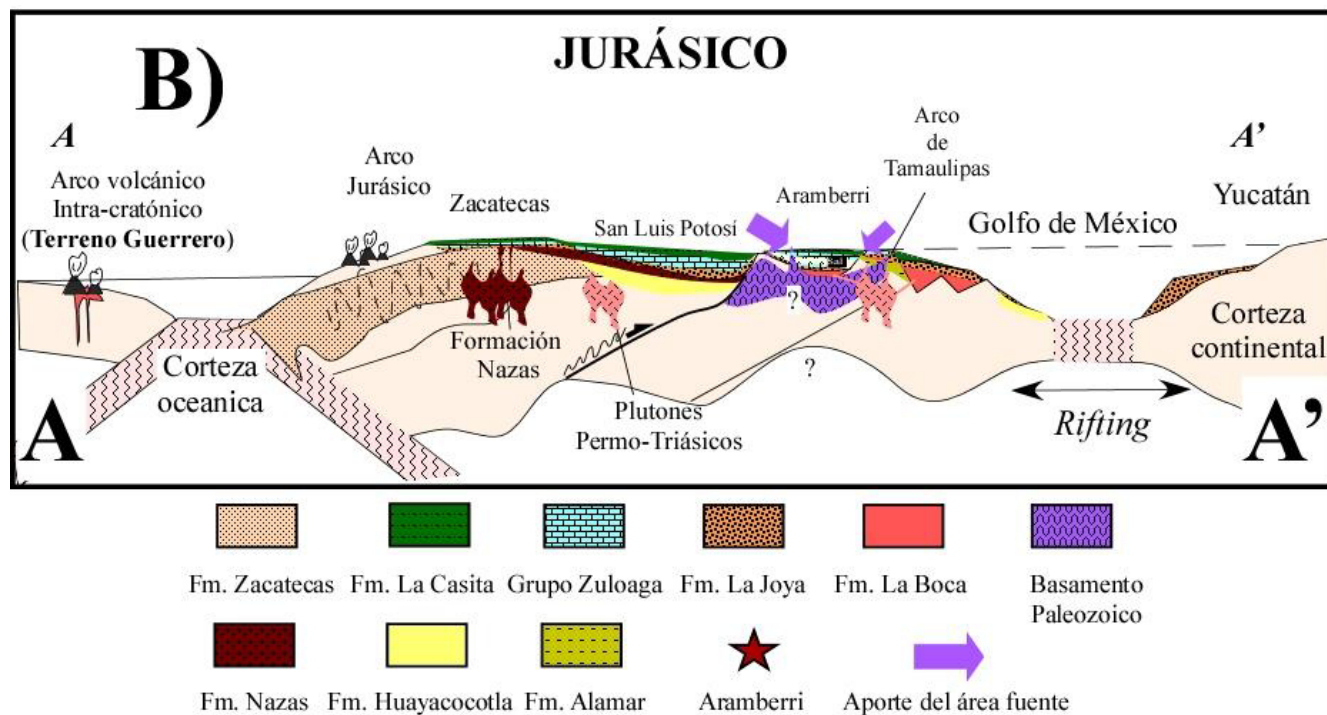 B)
JURÁSICO
A
A'
Arco volcánico
Intra-cratónico
(Terreno Guerrero)
Arco
Jurásico
Zacatecas
San Luis Potosí
Aramberri
Arco
de
Tamaulipas
Golfo de México
Yucatán
Formación
Nazas
Plutones
Permo-Triásicos
?
?
Corteza
oceanica
Corteza
continental
Rifting
A
A'
Fm. Zacatecas
Fm. La Casita
Grupo Zuloaga
Fm. La Joya
Fm. La Boca
Basamento
Paleozoico
Fm. Nazas
Fm. Huayacocotla
Fm. Alamar
Aramberri
Aporte del área fuente